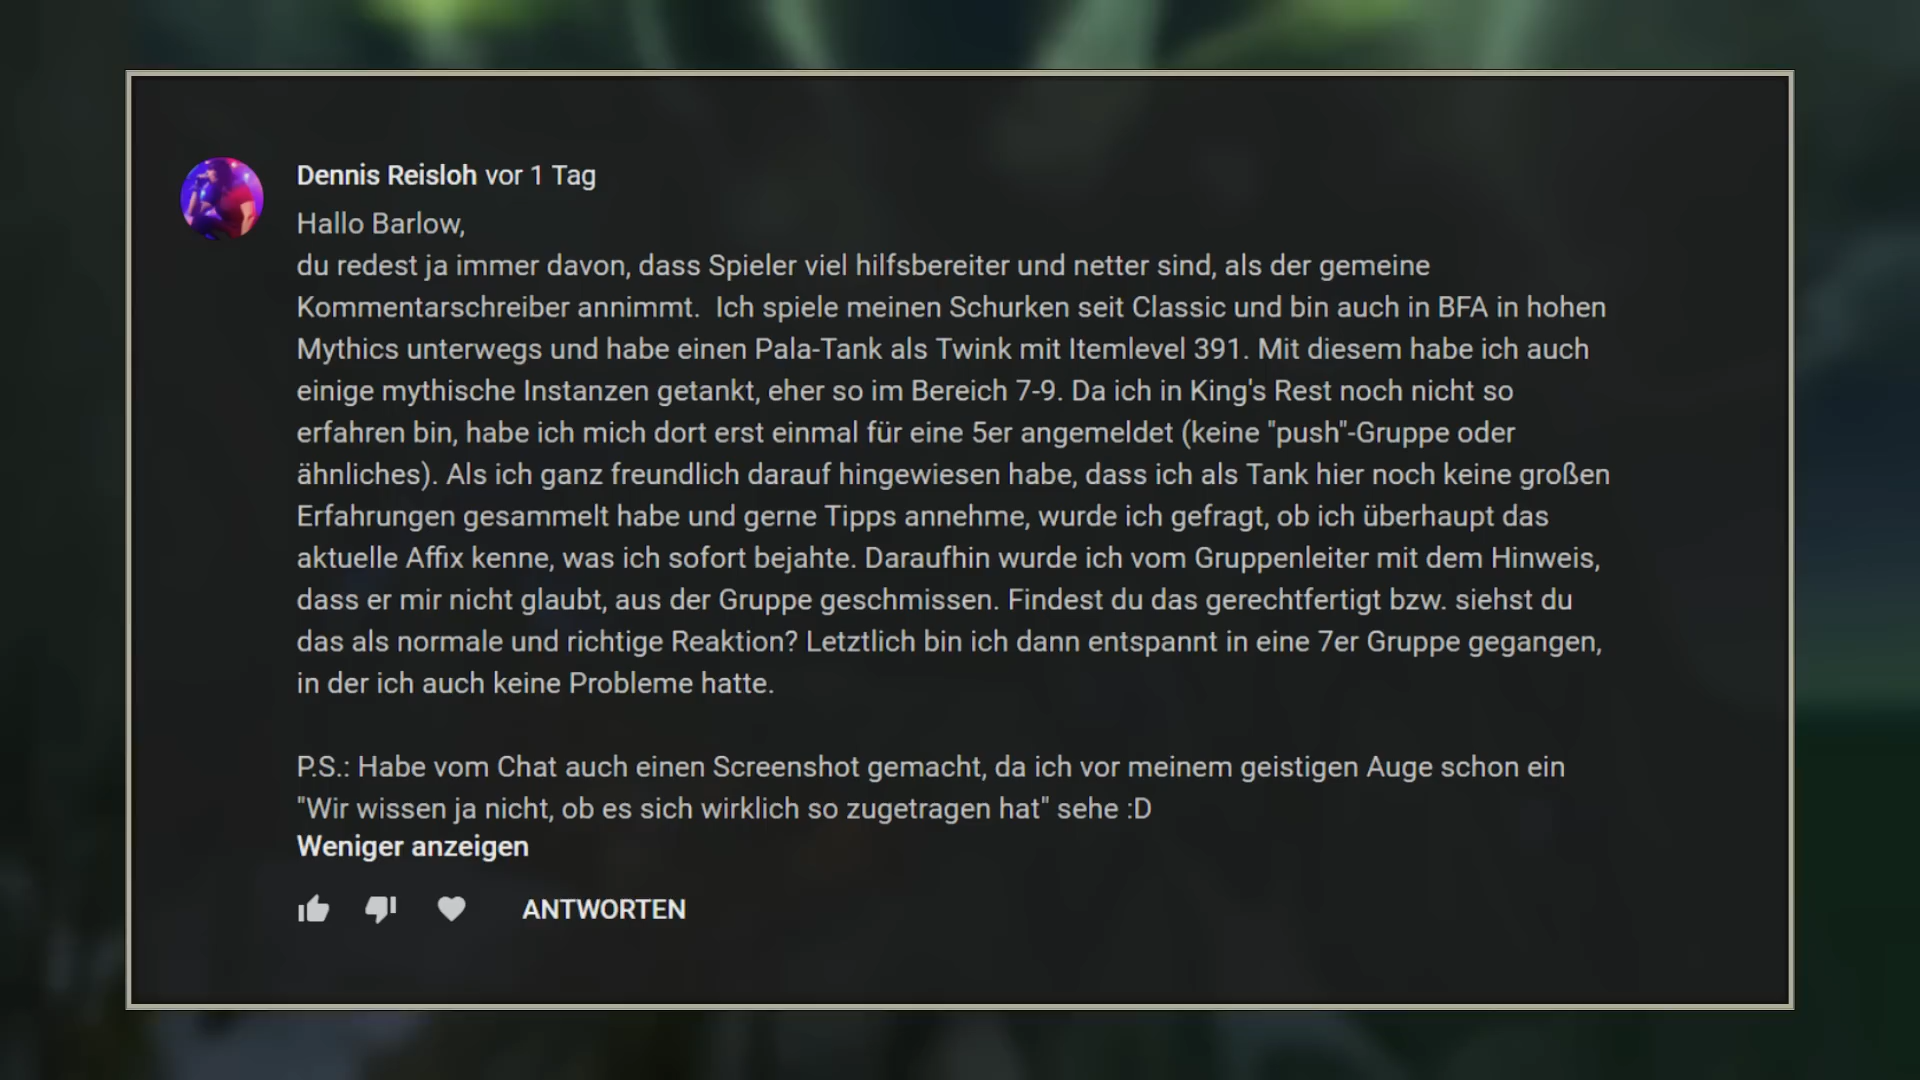 Dennis Reisloh vor 1 Tag
Hallo Barlow,
du redest ja immer davon, dass Spieler viel hilfsbereiter und netter sind, als der gemeine
Kommentarschreiber annimmt.  Ich spiele meinen Schurken seit Classic und bin auch in BFA in hohen
Mythics unterwegs und habe einen Pala-Tank als Twink mit Itemlevel 391. Mit diesem habe ich auch
einige mythische Instanzen getankt, eher so im Bereich 7-9. Da ich in King's Rest noch nicht so
erfahren bin, habe ich mich dort erst einmal für eine 5er angemeldet (keine "push"-Gruppe oder
ähnliches). Als ich ganz freundlich darauf hingewiesen habe, dass ich als Tank hier noch keine großen
Erfahrungen gesammelt habe und gerne Tipps annehme, wurde ich gefragt, ob ich überhaupt das
aktuelle Affix kenne, was ich sofort bejahte. Daraufhin wurde ich vom Gruppenleiter mit dem Hinweis,
dass er mir nicht glaubt, aus der Gruppe geschmissen. Findest du das gerechtfertigt bzw. siehst du
das als normale und richtige Reaktion? Letztlich bin ich dann entspannt in eine 7er Gruppe gegangen,
in der ich auch keine Probleme hatte.
P.S.: Habe vom Chat auch einen Screenshot gemacht, da ich vor meinem geistigen Auge schon ein
"Wir wissen ja nicht, ob es sich wirklich so zugetragen hat" sehe :D
Weniger anzeigen
ANTWORTEN